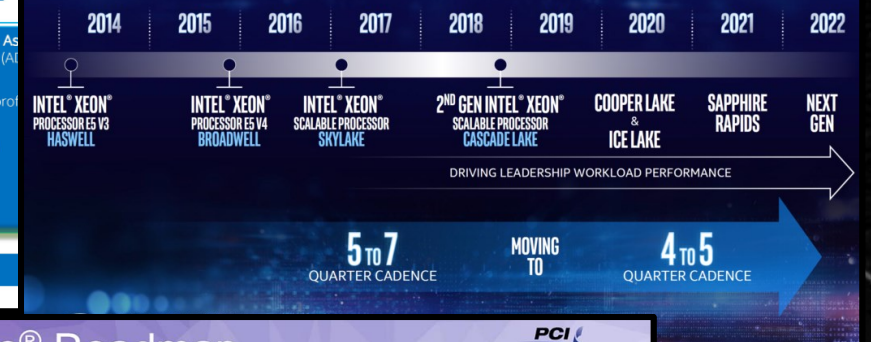 2014 2015 2016 2017 2018 2019 2020 2021 2022
As
(AD
prof
INTEL® XEON® PROCESSOR E5 V3 HASWELL
INTEL® XEON® PROCESSOR E5 V4 BROADWELL
INTEL® XEON® SCALABLE PROCESSOR SKYLAKE
2ND GEN INTEL® XEON® SCALABLE PROCESSOR CASCADE LAKE
COOPER LAKE & ICE LAKE
SAPPHIRE RAPIDS
NEXT GEN
DRIVING LEADERSHIP WORKLOAD PERFORMANCE
5 TO 7 QUARTER CADENCE
MOVING TO
4 TO 5 QUARTER CADENCE
PCI